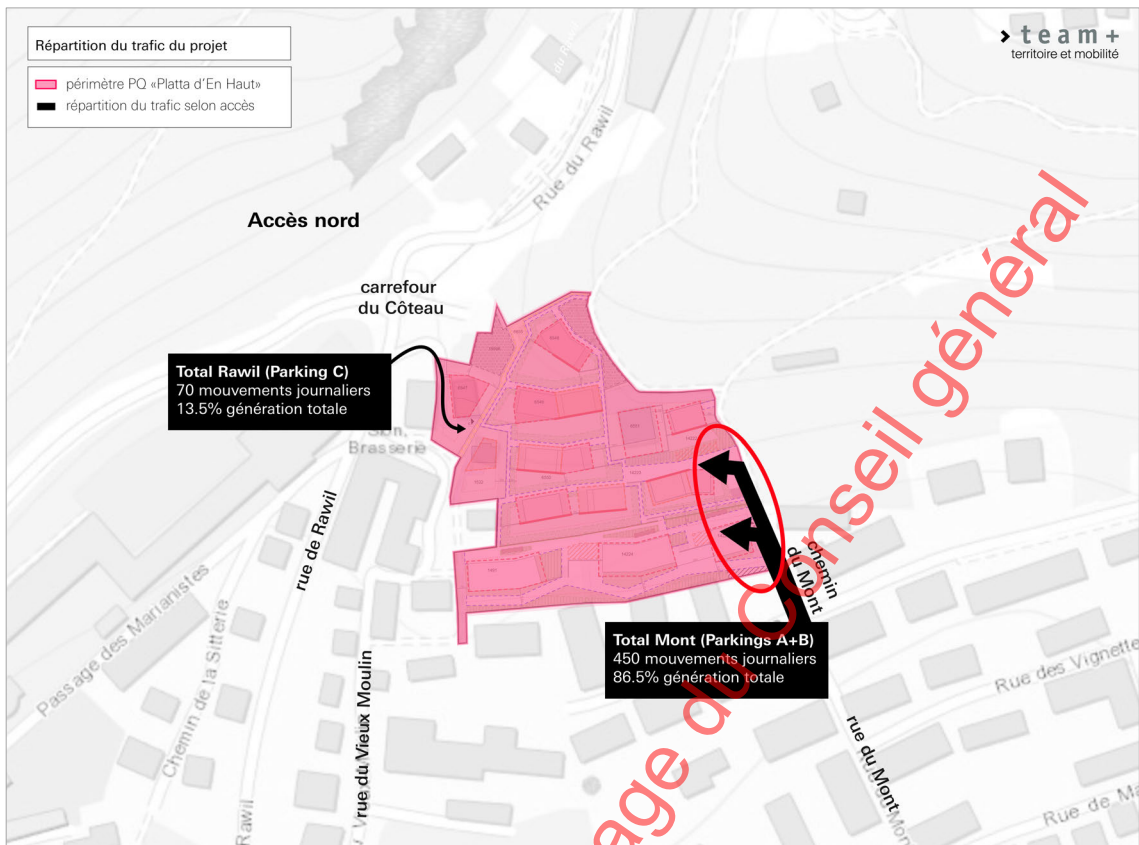 Répartition du trafic du projet
périmètre PQ «Platta d'En Haut»
répartition du trafic selon accès
team+
territoire et mobilité
Rue du Rawil
Accès nord
carrefour
du Côteau
Total Rawil (Parking C)
70 mouvements journaliers
13.5% génération totale
Brasserie
rue de Rawil
Passage des Marianistes
Chemin de la Sitterie
rue du Vieux Moulin
Rawil
chemin
du Mont
Total Mont (Parkings A+B)
450 mouvements journaliers
86.5% génération totale
Rue des Vignette
rue du Mont
Rue de Ma
age du Conseil général